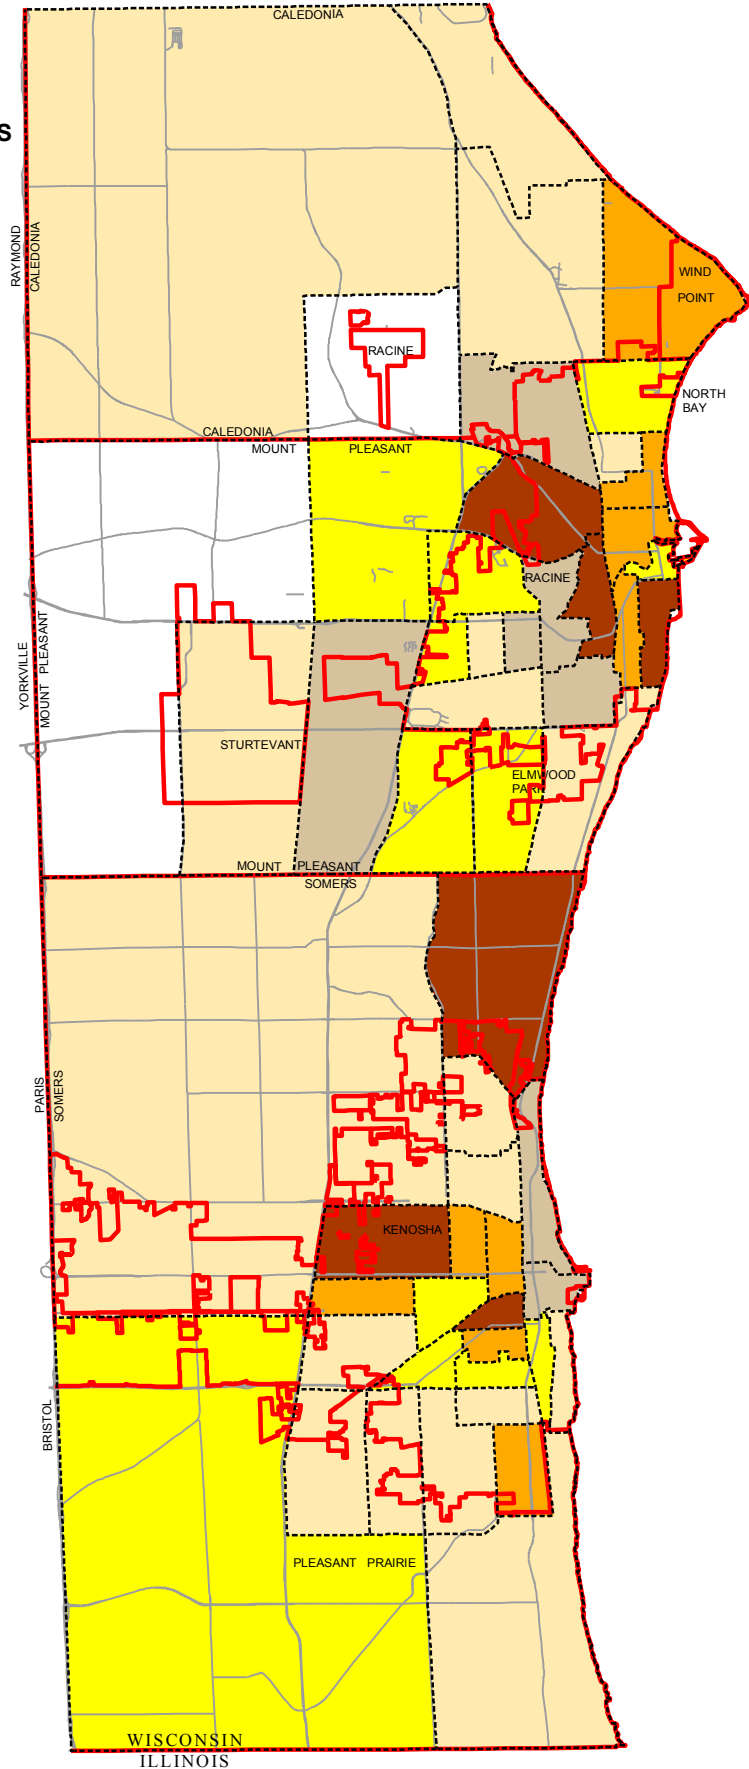 CALEDONIA
S
RAYMOND
CALEDONIA
WIND
POINT
RACINE
NORTH
BAY
CALEDONIA
MOUNT PLEASANT
RACINE
YORKVILLE
MOUNT PLEASANT
STURTEVANT
ELMWOOD
PARK
MOUNT PLEASANT
SOMERS
PARIS
SOMERS
KENOSHA
BRISTOL
PLEASANT PRAIRIE
WISCONSIN
ILLINOIS